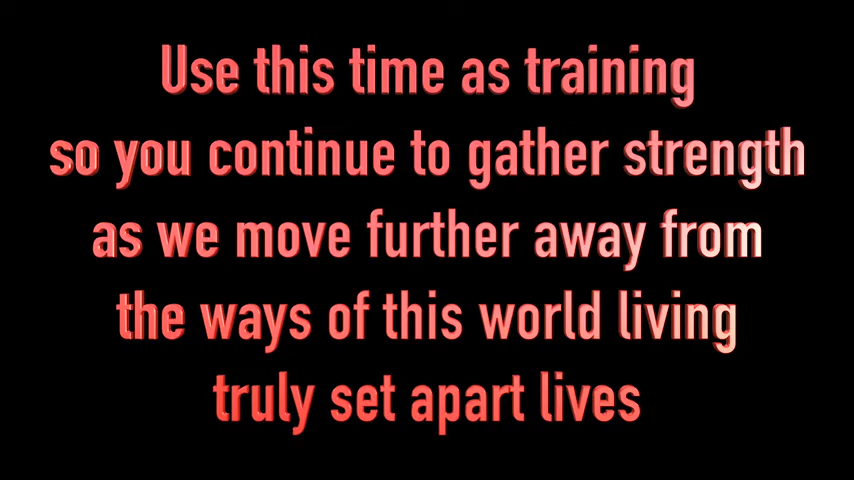 Use this time as training
so you continue to gather strength
as we move further away from
the ways of this world living
truly set apart lives